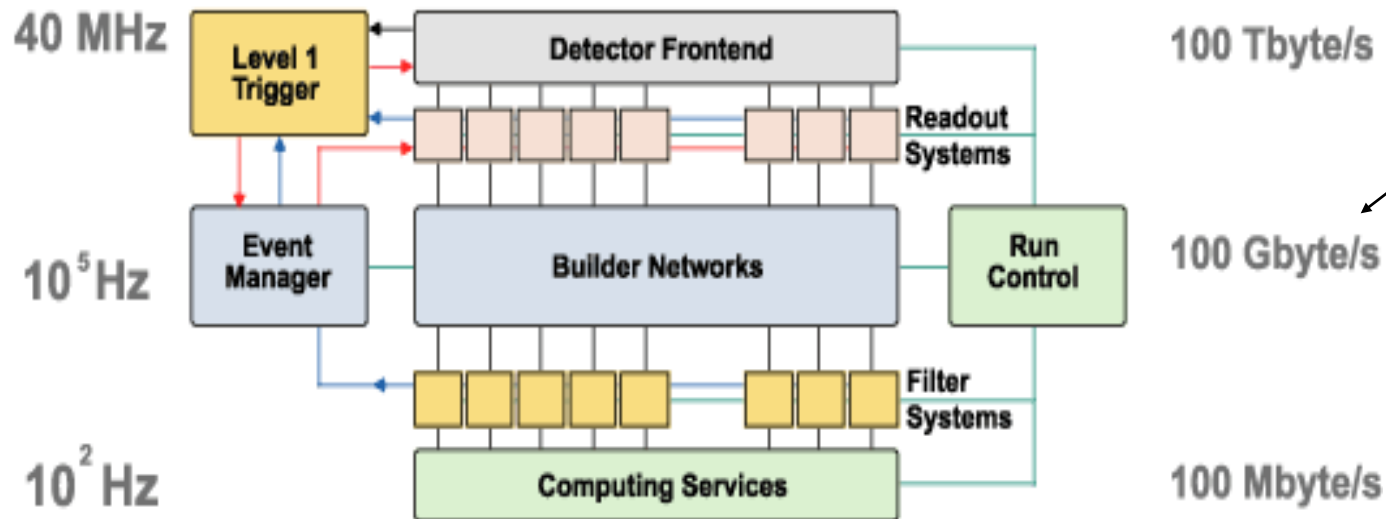 40 MHz
Level 1
Trigger
Detector Frontend
100 Tbyte/s
Readout
Systems
10⁵ Hz
Event
Manager
Builder Networks
Run
Control
100 Gbyte/s
Filter
Systems
10² Hz
Computing Services
100 Mbyte/s